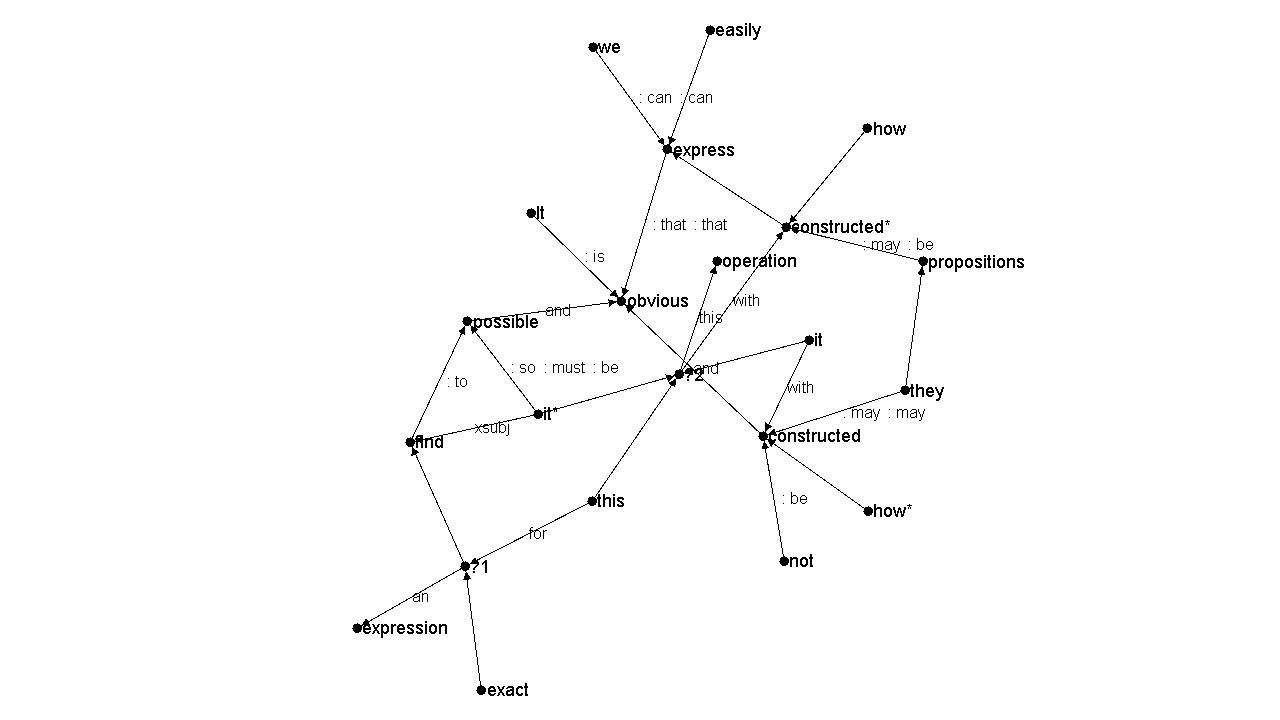 easily
we
: can : can
how
express
It
: that : that
constructed*
: may : be
: is
operation
propositions
obvious
with
and
this
possible
it
: so : must : be
and
?2
: to
with
they
it*
: may : may
xsubj
find
constructed
: be
this
how*
for
not
?1
an
expression
exact